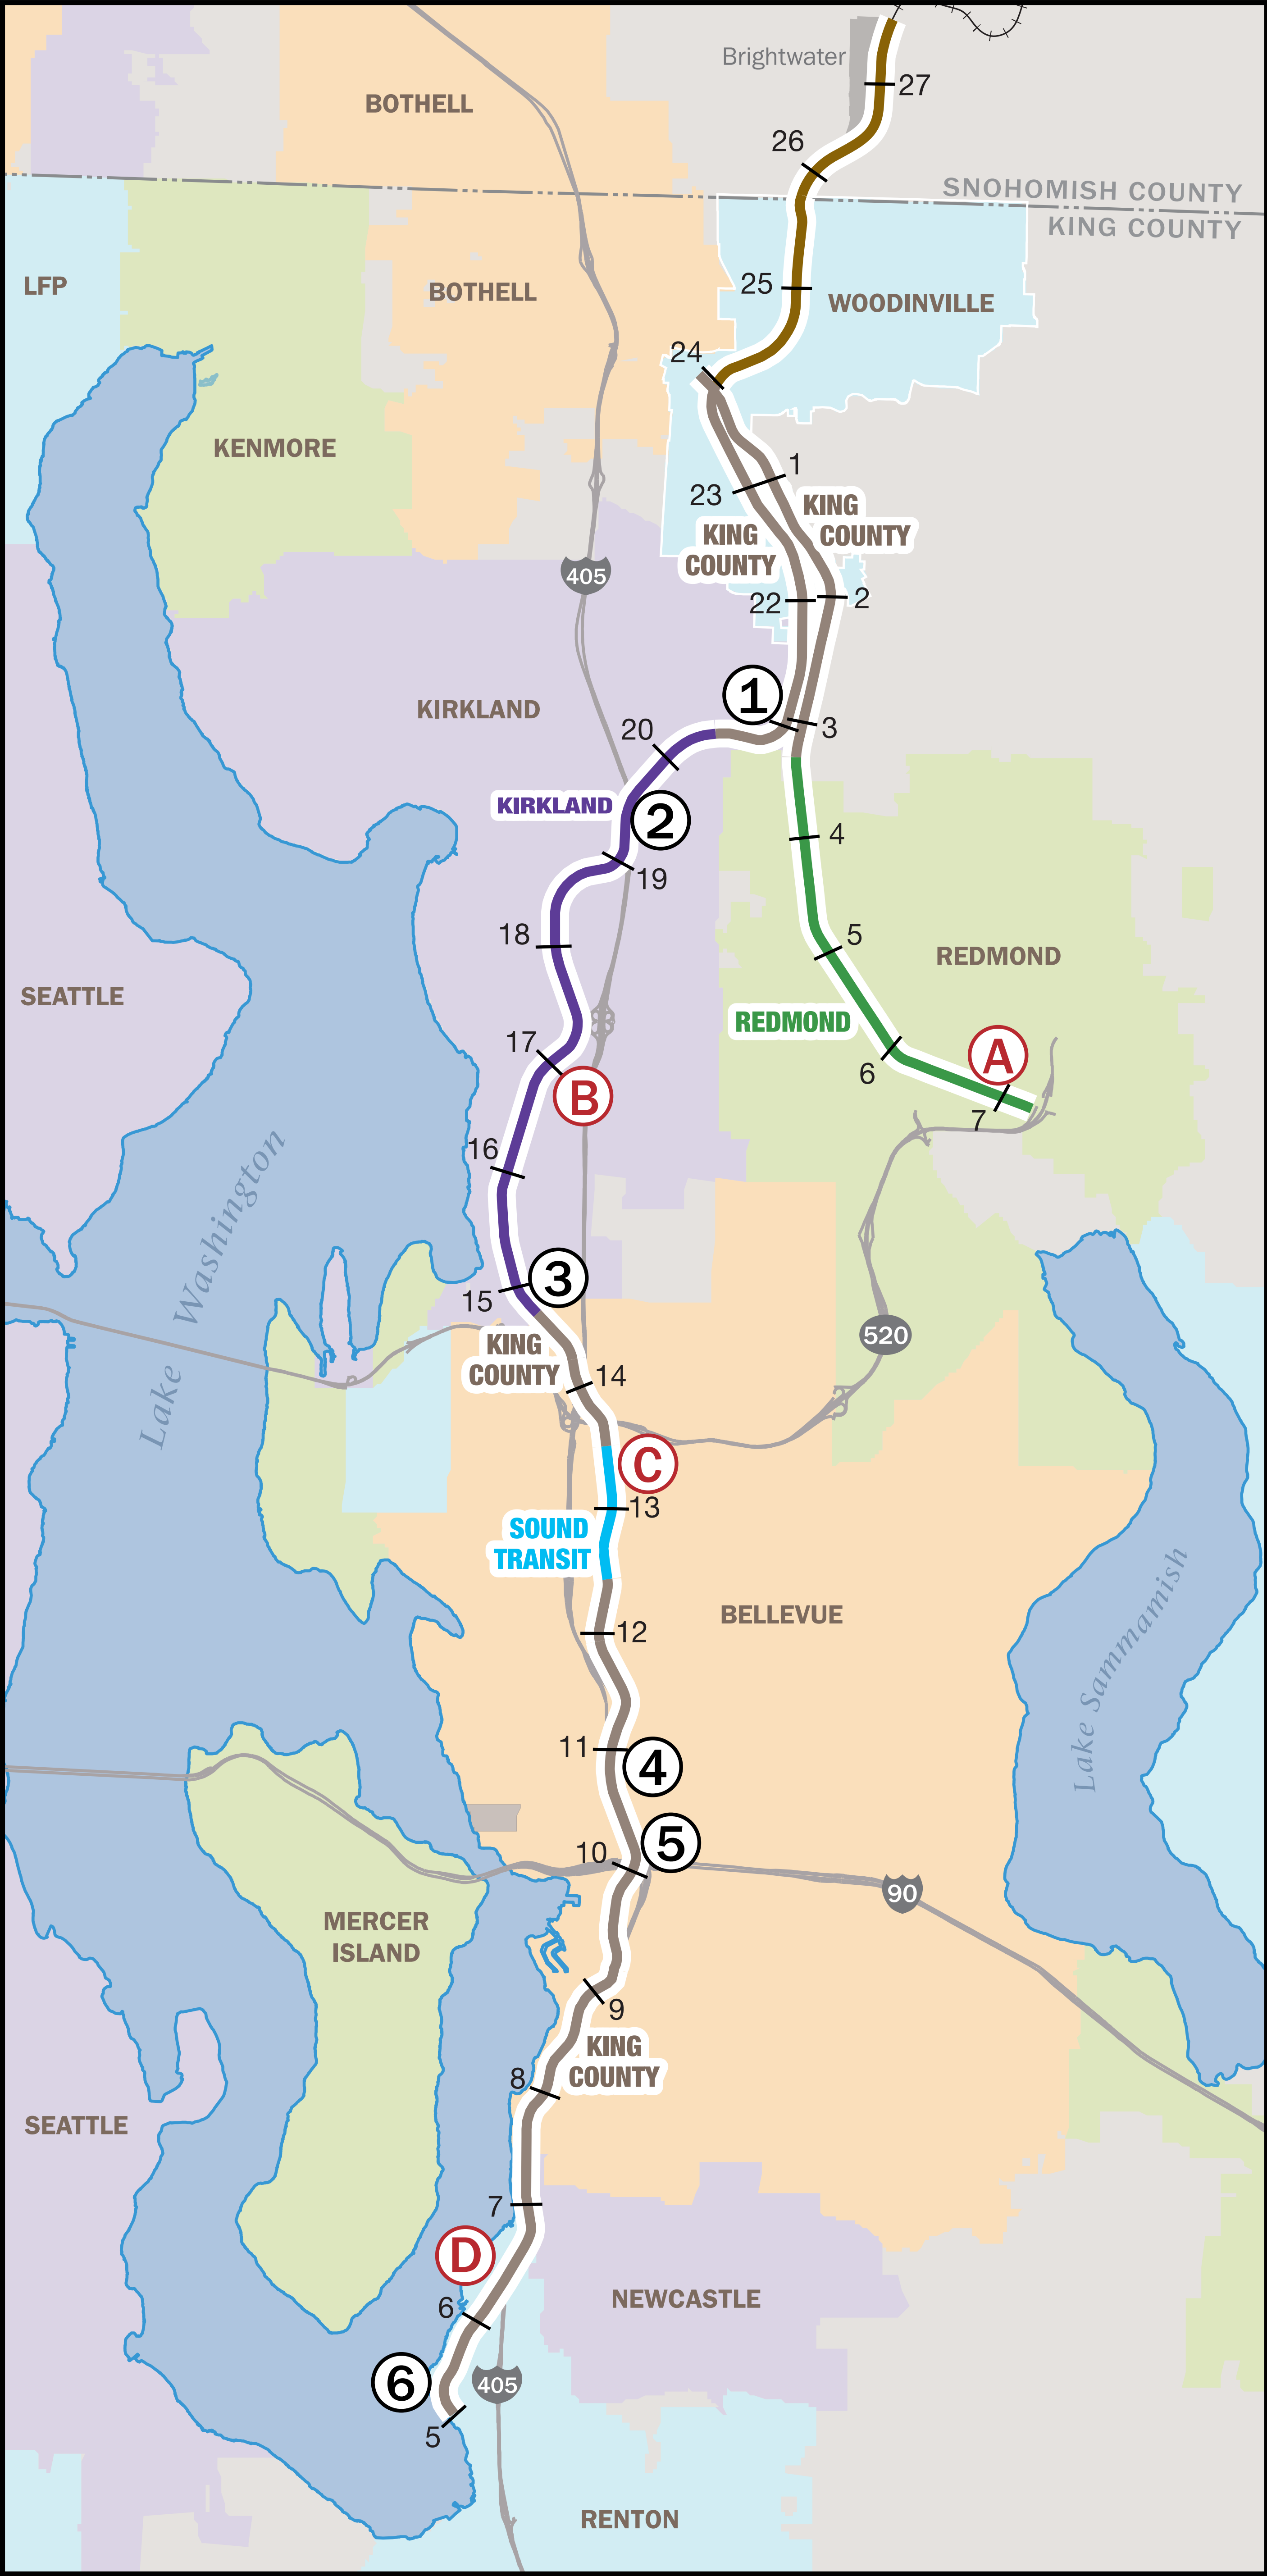 Brightwater
27
BOTHELL
26
SNOHOMISH COUNTY
KING COUNTY
LFP
25
BOTHELL
WOODINVILLE
24
KENMORE
1
23
KING
COUNTY
KING
COUNTY
405
22
2
1
KIRKLAND
20
3
KIRKLAND
2
4
19
18
5
REDMOND
SEATTLE
REDMOND
17
A
6
B
7
16
Lake Washington
3
15
520
KING
COUNTY
14
C
13
SOUND
TRANSIT
BELLEVUE
12
Lake Sammamish
11
4
5
10
90
MERCER
ISLAND
9
KING
COUNTY
8
SEATTLE
7
D
NEWCASTLE
6
6
405
5
RENTON